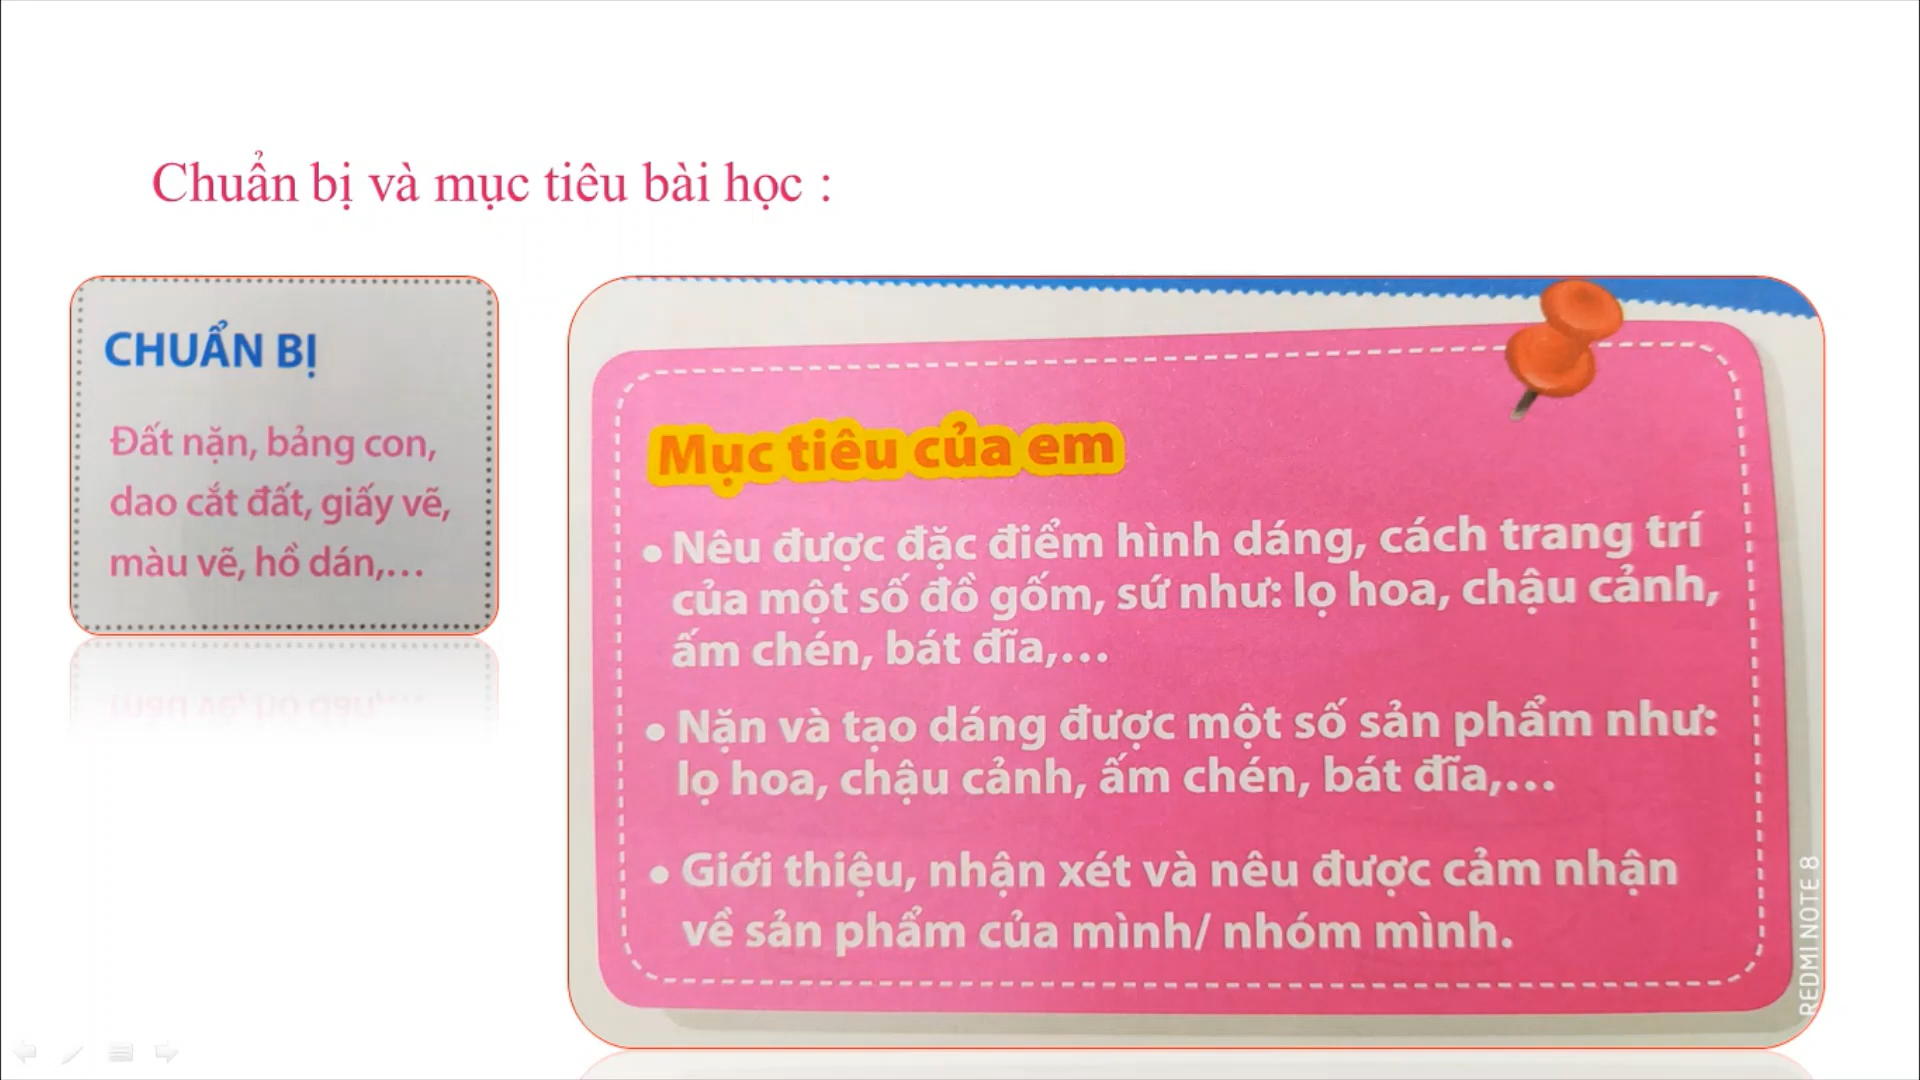 Chuẩn bị và mục tiêu bài học :
CHUẨN BỊ
Đất nặn, bảng con,
dao cắt đất, giấy vẽ,
màu vẽ, hồ dán,...
Mục tiêu của em
• Nêu được đặc điểm hình dáng, cách trang trí
của một số đồ gốm, sứ như: lọ hoa, chậu cảnh,
ấm chén, bát đĩa,...
• Nặn và tạo dáng được một số sản phẩm như:
lọ hoa, chậu cảnh, ấm chén, bát đĩa,...
• Giới thiệu, nhận xét và nêu được cảm nhận
về sản phẩm của mình/ nhóm mình.
REDMI NOTE 8